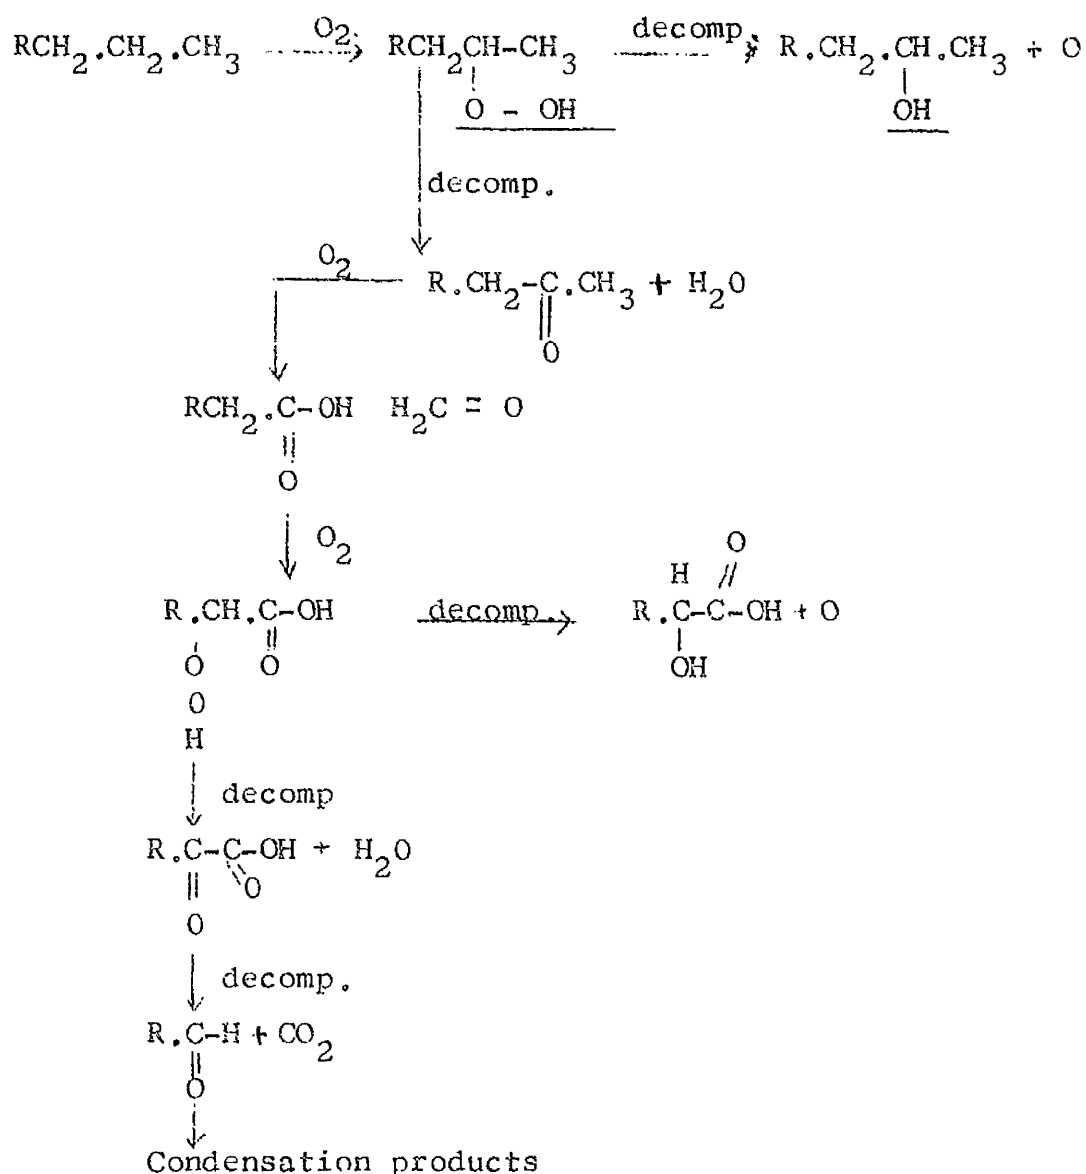 RCH₂.CH₂.CH₃ O₂. RCH₂CH-CH₃ decomp. R.CH₂.CH.CH₃ + O
O - OH OH
decomp.
O₂ R.CH₂-C.CH₃ + H₂O
O
RCH₂.C-OH H₂C = O
O
O₂
O
H
R.CH.C-OH decomp. R.C-C-OH + O
O O OH
O
H
decomp
R.C-C-OH + H₂O
O
O
decomp.
R.C-H + CO₂
O
Condensation products